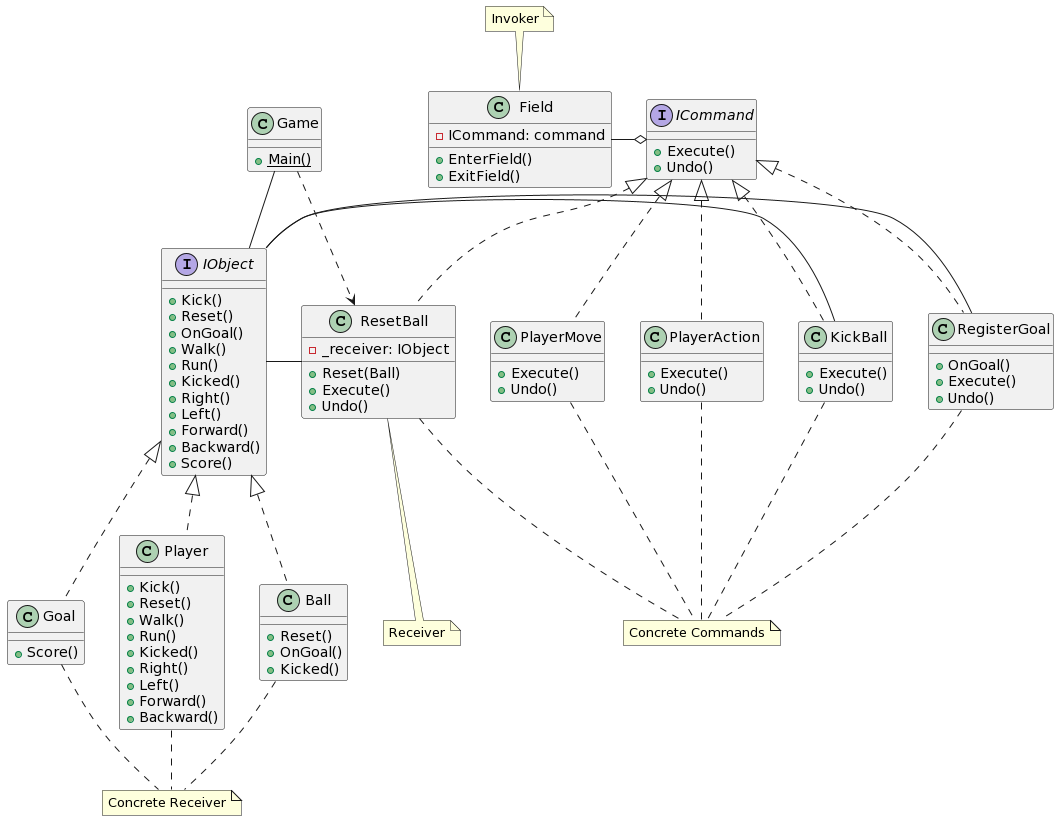 Invoker
C Field
ICommand: command
EnterField()
ExitField()
I ICommand
Execute()
Undo()
C Game
Main()
I IObject
Kick()
Reset()
OnGoal()
Walk()
Run()
Kicked()
Right()
Left()
Forward()
Backward()
Score()
C ResetBall
_receiver: IObject
Reset(Ball)
Execute()
Undo()
C PlayerMove
Execute()
Undo()
C PlayerAction
Execute()
Undo()
C KickBall
Execute()
Undo()
C RegisterGoal
OnGoal()
Execute()
Undo()
C Goal
Score()
C Player
Kick()
Reset()
Walk()
Run()
Kicked()
Right()
Left()
Forward()
Backward()
C Ball
Reset()
OnGoal()
Kicked()
Receiver
Concrete Commands
Concrete Receiver